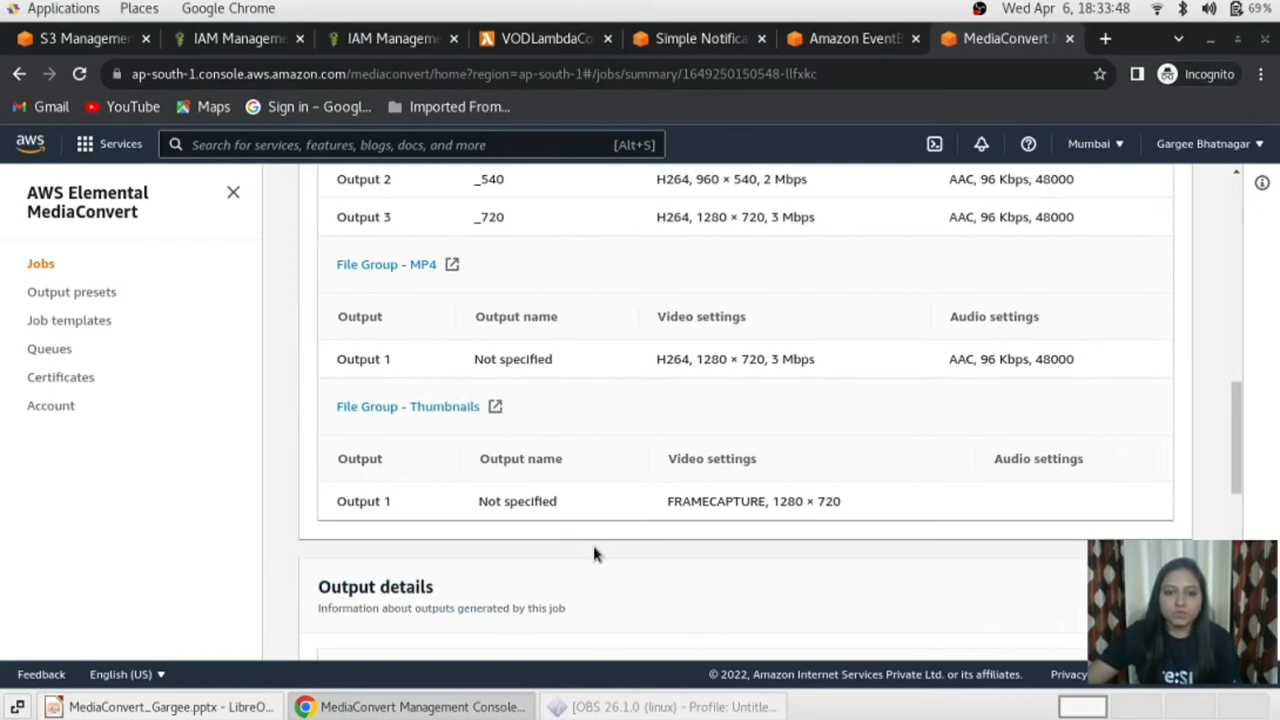 Applications Places Google Chrome Wed Apr 6, 18:33:48 69%
S3 Manageme IAM Manageme IAM Manageme VODLambdaCo Simple Notifica Amazon EventB MediaConvert
ap-south-1.console.aws.amazon.com/mediaconvert/home?region=ap-south-1#/jobs/summary/1649250150548-llfxkc Incognito
Gmail YouTube Maps Sign in – Googl... Imported From...
aws Services Search for services, features, blogs, docs, and more [Alt+S] Mumbai Gargee Bhatnagar
AWS Elemental
MediaConvert
Jobs
Output presets
Job templates
Queues
Certificates
Account
Output 2 _540 H264, 960 × 540, 2 Mbps AAC, 96 Kbps, 48000
Output 3 _720 H264, 1280 × 720, 3 Mbps AAC, 96 Kbps, 48000
File Group - MP4
Output Output name Video settings Audio settings
Output 1 Not specified H264, 1280 × 720, 3 Mbps AAC, 96 Kbps, 48000
File Group - Thumbnails
Output Output name Video settings Audio settings
Output 1 Not specified FRAMECAPTURE, 1280 × 720
Output details
Information about outputs generated by this job
re:SI
Feedback English (US) © 2022, Amazon Internet Services Private Ltd. or its affiliates. Privacy
MediaConvert_Gargee.pptx - LibreO... MediaConvert Management Console... [OBS 26.1.0 (linux) - Profile: Untitle...